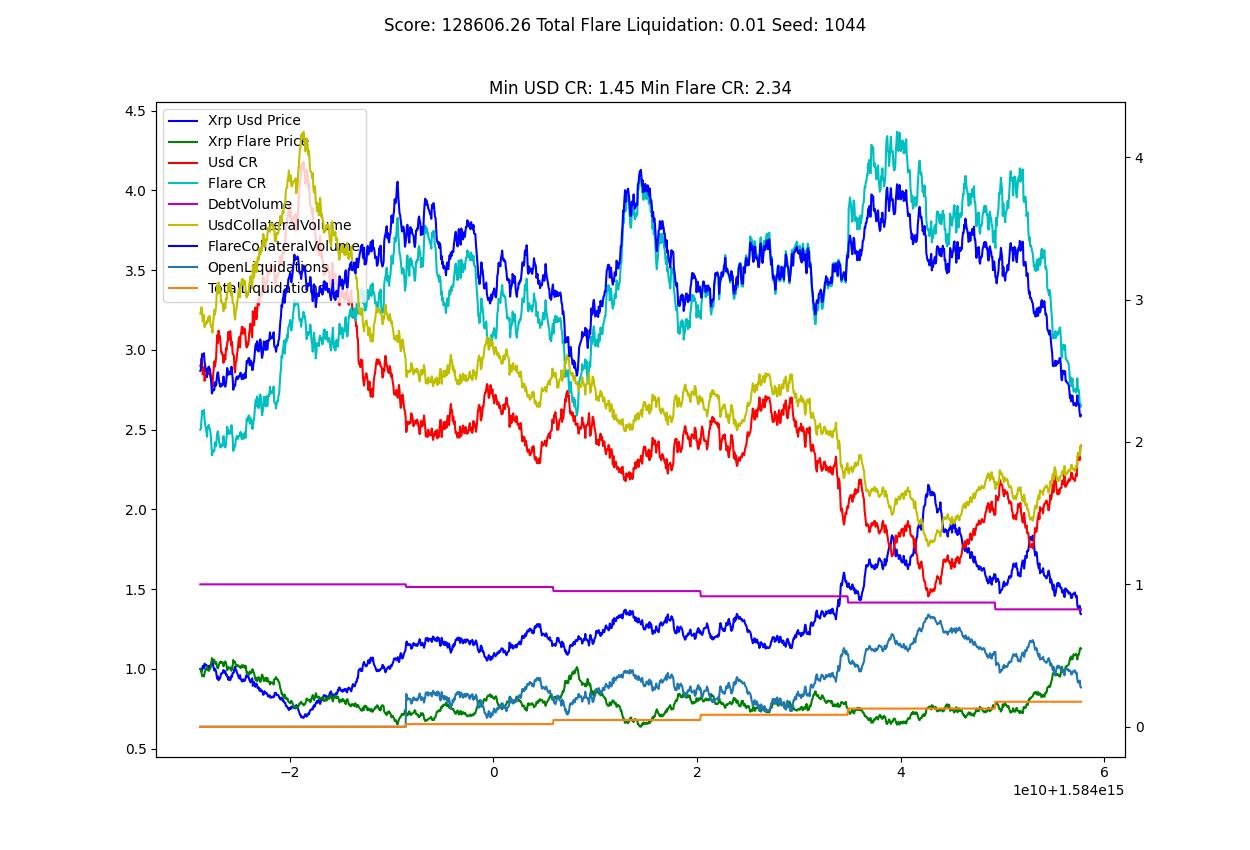 Score: 128606.26 Total Flare Liquidation: 0.01 Seed: 1044
Min USD CR: 1.45 Min Flare CR: 2.34
Xrp Usd Price
Xrp Flare Price
Usd CR
Flare CR
DebtVolume
UsdCollateralVolume
FlareCollateralVolume
OpenLiquidations
TotalLiquidations
4.5
4.0
3.5
3.0
2.5
2.0
1.5
1.0
0.5
4
3
2
1
0
−2
0
2
4
6
1e10+1.584e15